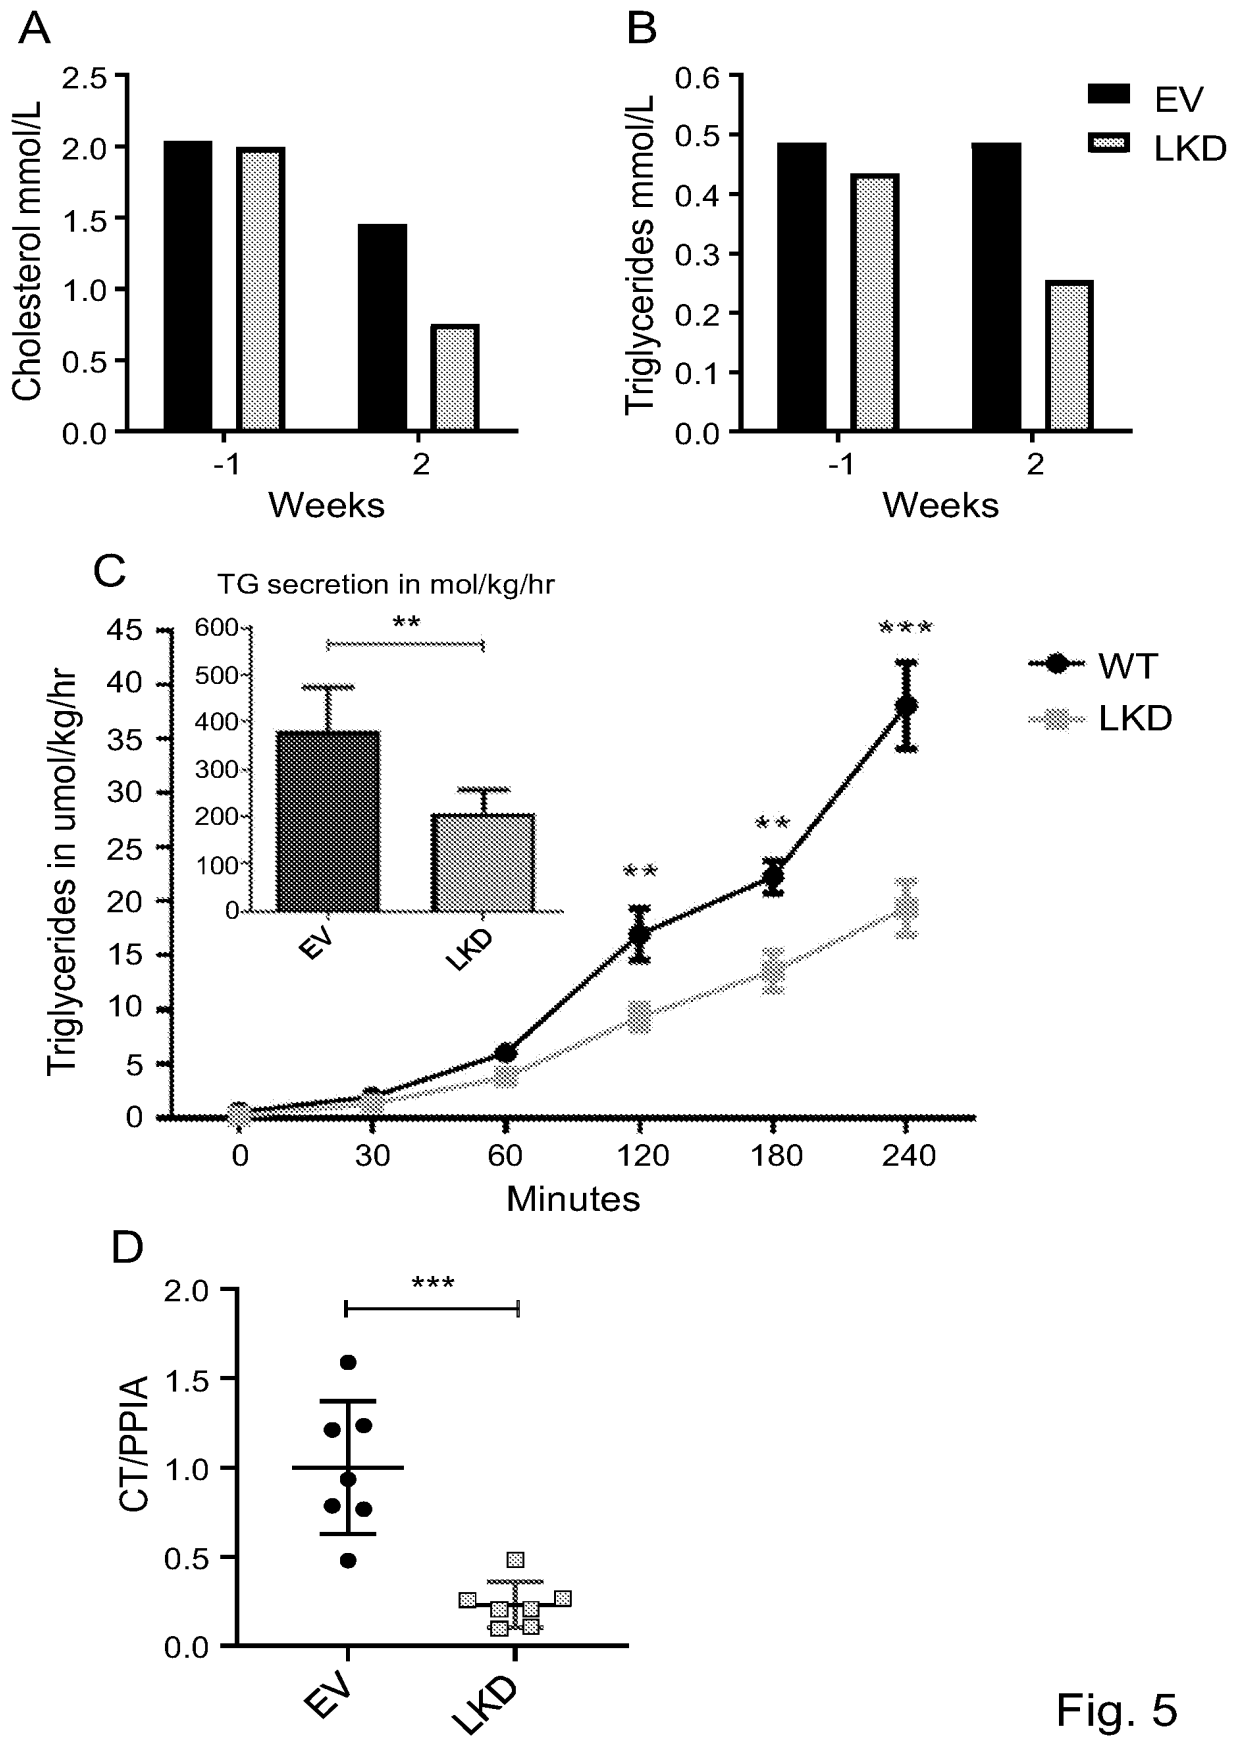 A
Cholesterol mmol/L
2.5
2.0
1.5
1.0
0.5
0.0
-1
2
Weeks
B
Triglycerides mmol/L
0.6
0.5
0.4
0.3
0.2
0.1
0.0
-1
2
Weeks
EV
LKD
C
TG secretion in mol/kg/hr
600
500
400
300
200
100
0
**
EV
LKD
Triglycerides in umol/kg/hr
45
40
35
30
25
20
15
10
5
0
**
**
***
0
30
60
120
180
240
Minutes
WT
LKD
D
CT/PPIA
2.0
1.5
1.0
0.5
0.0
***
EV
LKD
Fig. 5